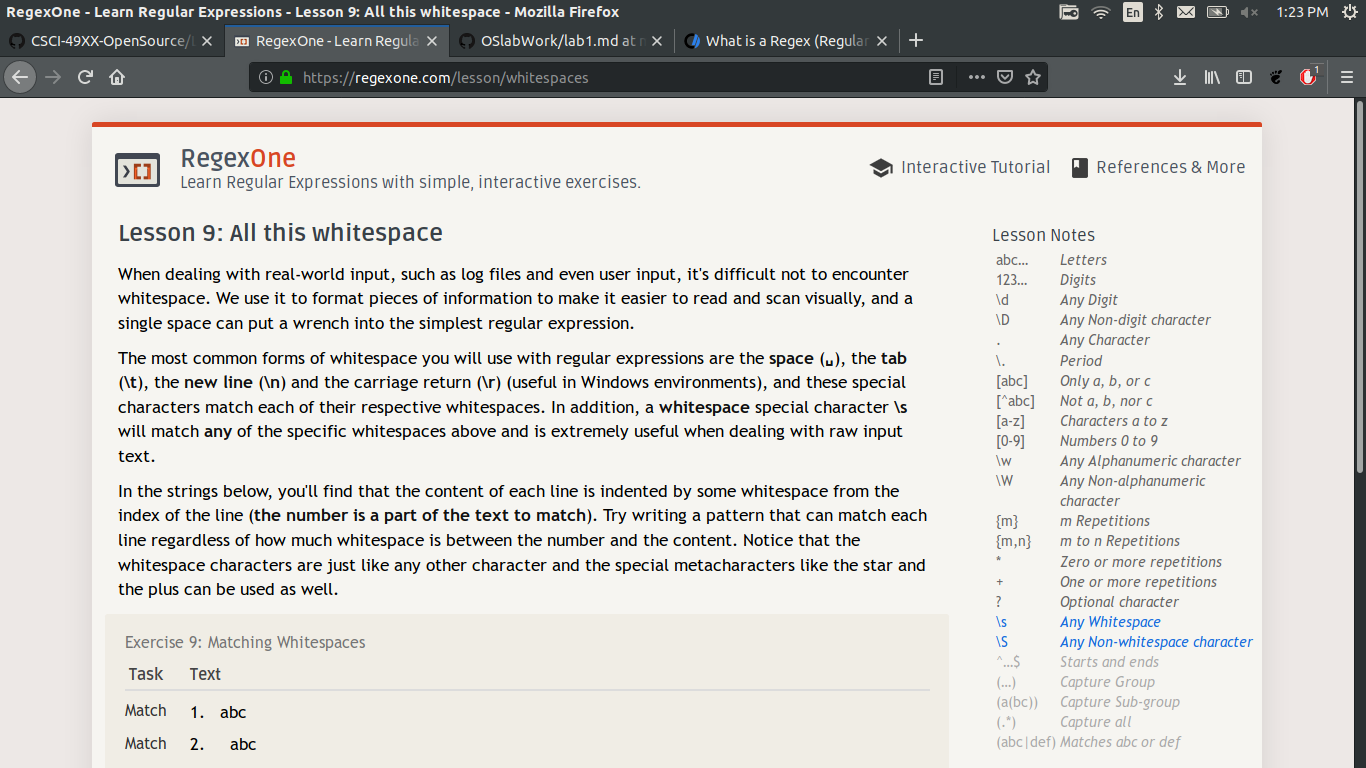 RegexOne - Learn Regular Expressions - Lesson 9: All this whitespace - Mozilla Firefox
En
1:23 PM
CSCI-49XX-OpenSource/
RegexOne - Learn Regula
OSlabWork/lab1.md at
What is a Regex (Regular
https://regexone.com/lesson/whitespaces
1
RegexOne
Learn Regular Expressions with simple, interactive exercises.
Interactive Tutorial
References & More
Lesson 9: All this whitespace
When dealing with real-world input, such as log files and even user input, it's difficult not to encounter
whitespace. We use it to format pieces of information to make it easier to read and scan visually, and a
single space can put a wrench into the simplest regular expression.
The most common forms of whitespace you will use with regular expressions are the space (␣), the tab
(\t), the new line (\n) and the carriage return (\r) (useful in Windows environments), and these special
characters match each of their respective whitespaces. In addition, a whitespace special character \s
will match any of the specific whitespaces above and is extremely useful when dealing with raw input
text.
In the strings below, you'll find that the content of each line is indented by some whitespace from the
index of the line (the number is a part of the text to match). Try writing a pattern that can match each
line regardless of how much whitespace is between the number and the content. Notice that the
whitespace characters are just like any other character and the special metacharacters like the star and
the plus can be used as well.
Exercise 9: Matching Whitespaces
Task Text
Match 1. abc
Match 2. abc
Lesson Notes
abc… Letters
123… Digits
\d Any Digit
\D Any Non-digit character
. Any Character
\. Period
[abc] Only a, b, or c
[^abc] Not a, b, nor c
[a-z] Characters a to z
[0-9] Numbers 0 to 9
\w Any Alphanumeric character
\W Any Non-alphanumeric
character
{m} m Repetitions
{m,n} m to n Repetitions
* Zero or more repetitions
+ One or more repetitions
? Optional character
\s Any Whitespace
\S Any Non-whitespace character
^…$ Starts and ends
(…) Capture Group
(a(bc)) Capture Sub-group
(.*) Capture all
(abc|def) Matches abc or def